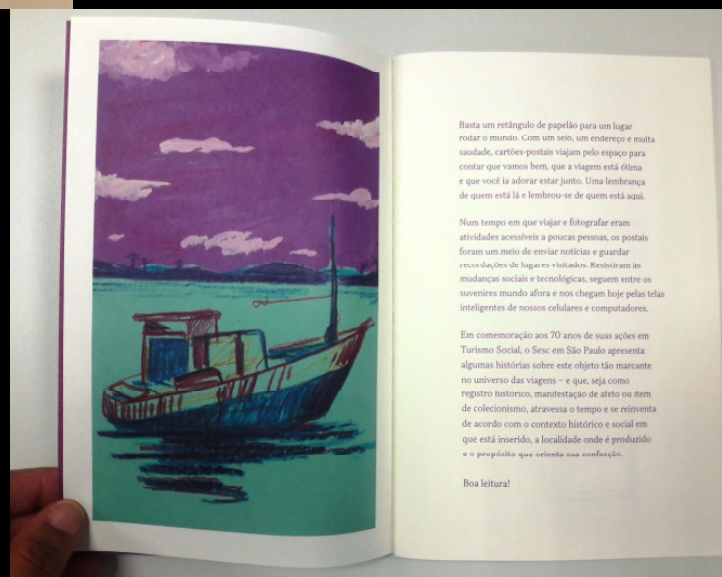 Basta um retângulo de papelão para um lugar
rodar o mundo. Com um selo, um endereço e muita
saudade, cartões-postais viajam pelo espaço para
contar que vamos bem, que a viagem está ótima
e que você ia adorar estar junto. Uma lembrança
de quem está lá e lembrou-se de quem está aqui.
Num tempo em que viajar e fotografar eram
atividades acessíveis a poucas pessoas, os postais
foram um meio de enviar notícias e guardar
recordações de lugares visitados. Resistiram às
mudanças sociais e tecnológicas, seguem entre os
suvenires mundo afora e nos chegam hoje pelas telas
inteligentes de nossos celulares e computadores.
Em comemoração aos 70 anos de suas ações em
Turismo Social, o Sesc em São Paulo apresenta
algumas histórias sobre este objeto tão marcante
no universo das viagens – e que, seja como
registro histórico, manifestação de afeto ou item
de colecionismo, atravessa o tempo e se reinventa
de acordo com o contexto histórico e social em
que está inserido, a localidade onde é produzido
e o propósito que orienta sua confecção.
Boa leitura!